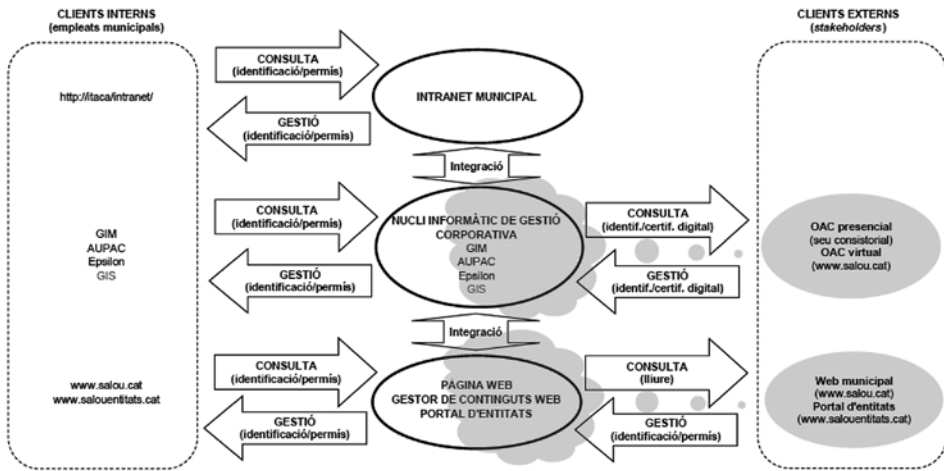 CLIENTS INTERNS
(empleats municipals)
CLIENTS EXTERNS
(stakeholders)
http://itaca/intranet/
CONSULTA
(identificació/permís)
GESTIÓ
(identificació/permís)
INTRANET MUNICIPAL
Integració
GIM
AUPAC
Epsilon
GIS
CONSULTA
(identificació/permís)
GESTIÓ
(identificació/permís)
NUCLI INFORMÀTIC DE GESTIÓ
CORPORATIVA
GIM
AUPAC
Epsilon
GIS
CONSULTA
(identif./certif. digital)
GESTIÓ
(identif./certif. digital)
OAC presencial
(seu consistorial)
OAC virtual
(www.salou.cat)
Integració
www.salou.cat
www.salouentitats.cat
CONSULTA
(identificació/permís)
GESTIÓ
(identificació/permís)
PÀGINA WEB
GESTOR DE CONTINGUTS WEB
PORTAL D'ENTITATS
CONSULTA
(lliure)
GESTIÓ
(identificació/permís)
Web municipal
(www.salou.cat)
Portal d'entitats
(www.salouentitats.cat)